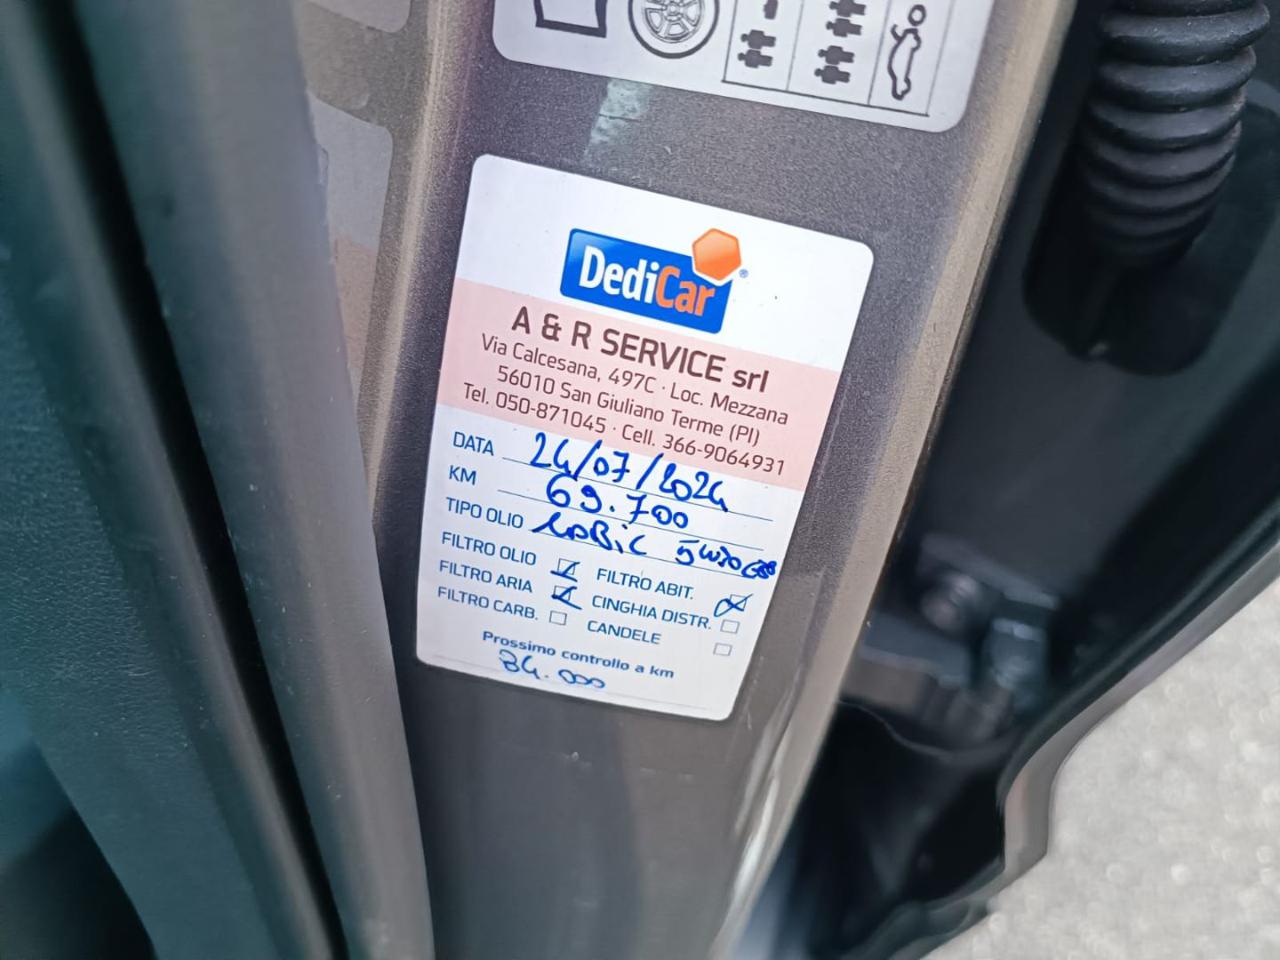 DediCar®
A & R SERVICE srl
Via Calcesana, 497C · Loc. Mezzana
56010 San Giuliano Terme (PI)
Tel. 050-871045 · Cell. 366-9064931
DATA 24/07/2024
KM 69.700
TIPO OLIO 5W30
FILTRO OLIO FILTRO ABIT.
FILTRO ARIA CINGHIA DISTR.
FILTRO CARB. CANDELE
Prossimo controllo a km
84.000